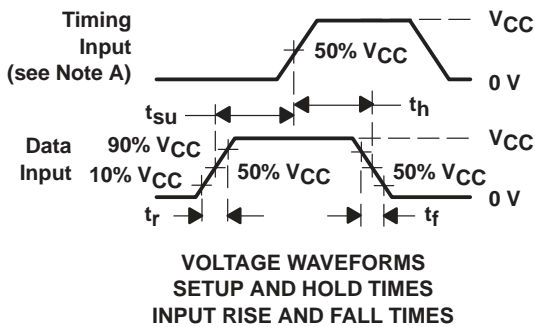 Timing
Input
(see Note A)
50% VCC
VCC
0 V
tsu
th
Data
Input
90% VCC
10% VCC
50% VCC
50% VCC
VCC
0 V
tr
tf
VOLTAGE WAVEFORMS
SETUP AND HOLD TIMES
INPUT RISE AND FALL TIMES